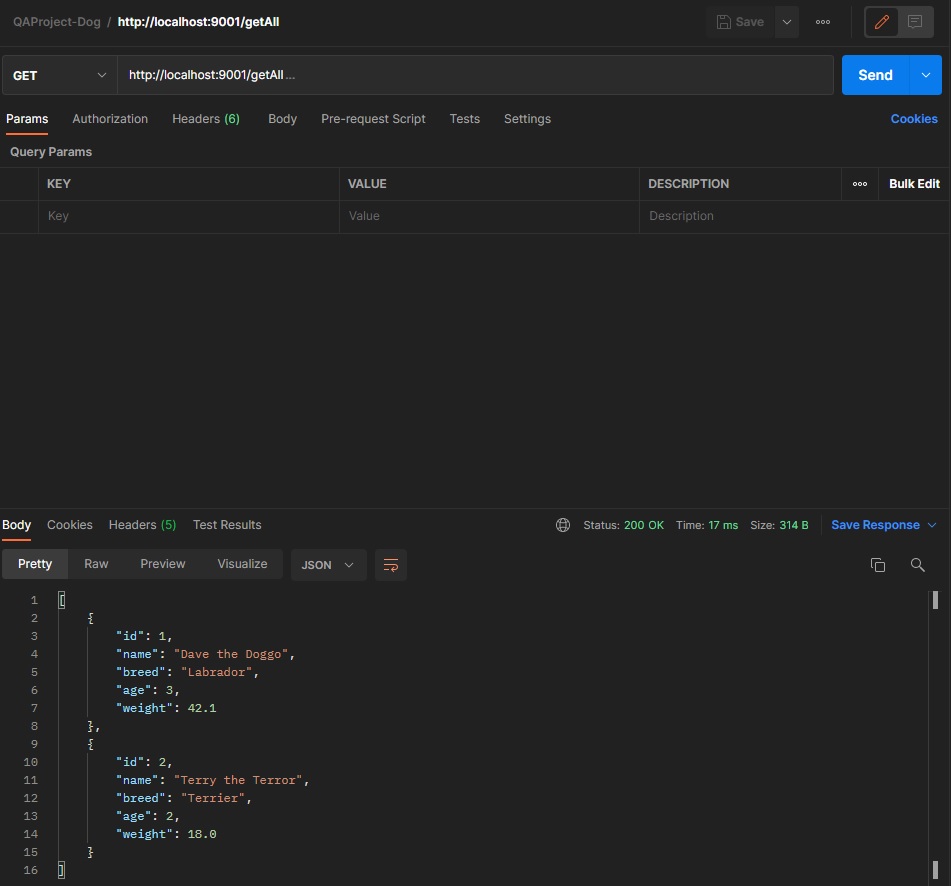 QAProject-Dog / http://localhost:9001/getAll Save
GET http://localhost:9001/getAll... Send
Params Authorization Headers (6) Body Pre-request Script Tests Settings Cookies
Query Params
KEY VALUE DESCRIPTION Bulk Edit
Key Value Description
Body Cookies Headers (5) Test Results Status: 200 OK Time: 17 ms Size: 314 B Save Response
Pretty Raw Preview Visualize JSON
1 [
2 {
3 "id": 1,
4 "name": "Dave the Doggo",
5 "breed": "Labrador",
6 "age": 3,
7 "weight": 42.1
8 },
9 {
10 "id": 2,
11 "name": "Terry the Terror",
12 "breed": "Terrier",
13 "age": 2,
14 "weight": 18.0
15 }
16 ]